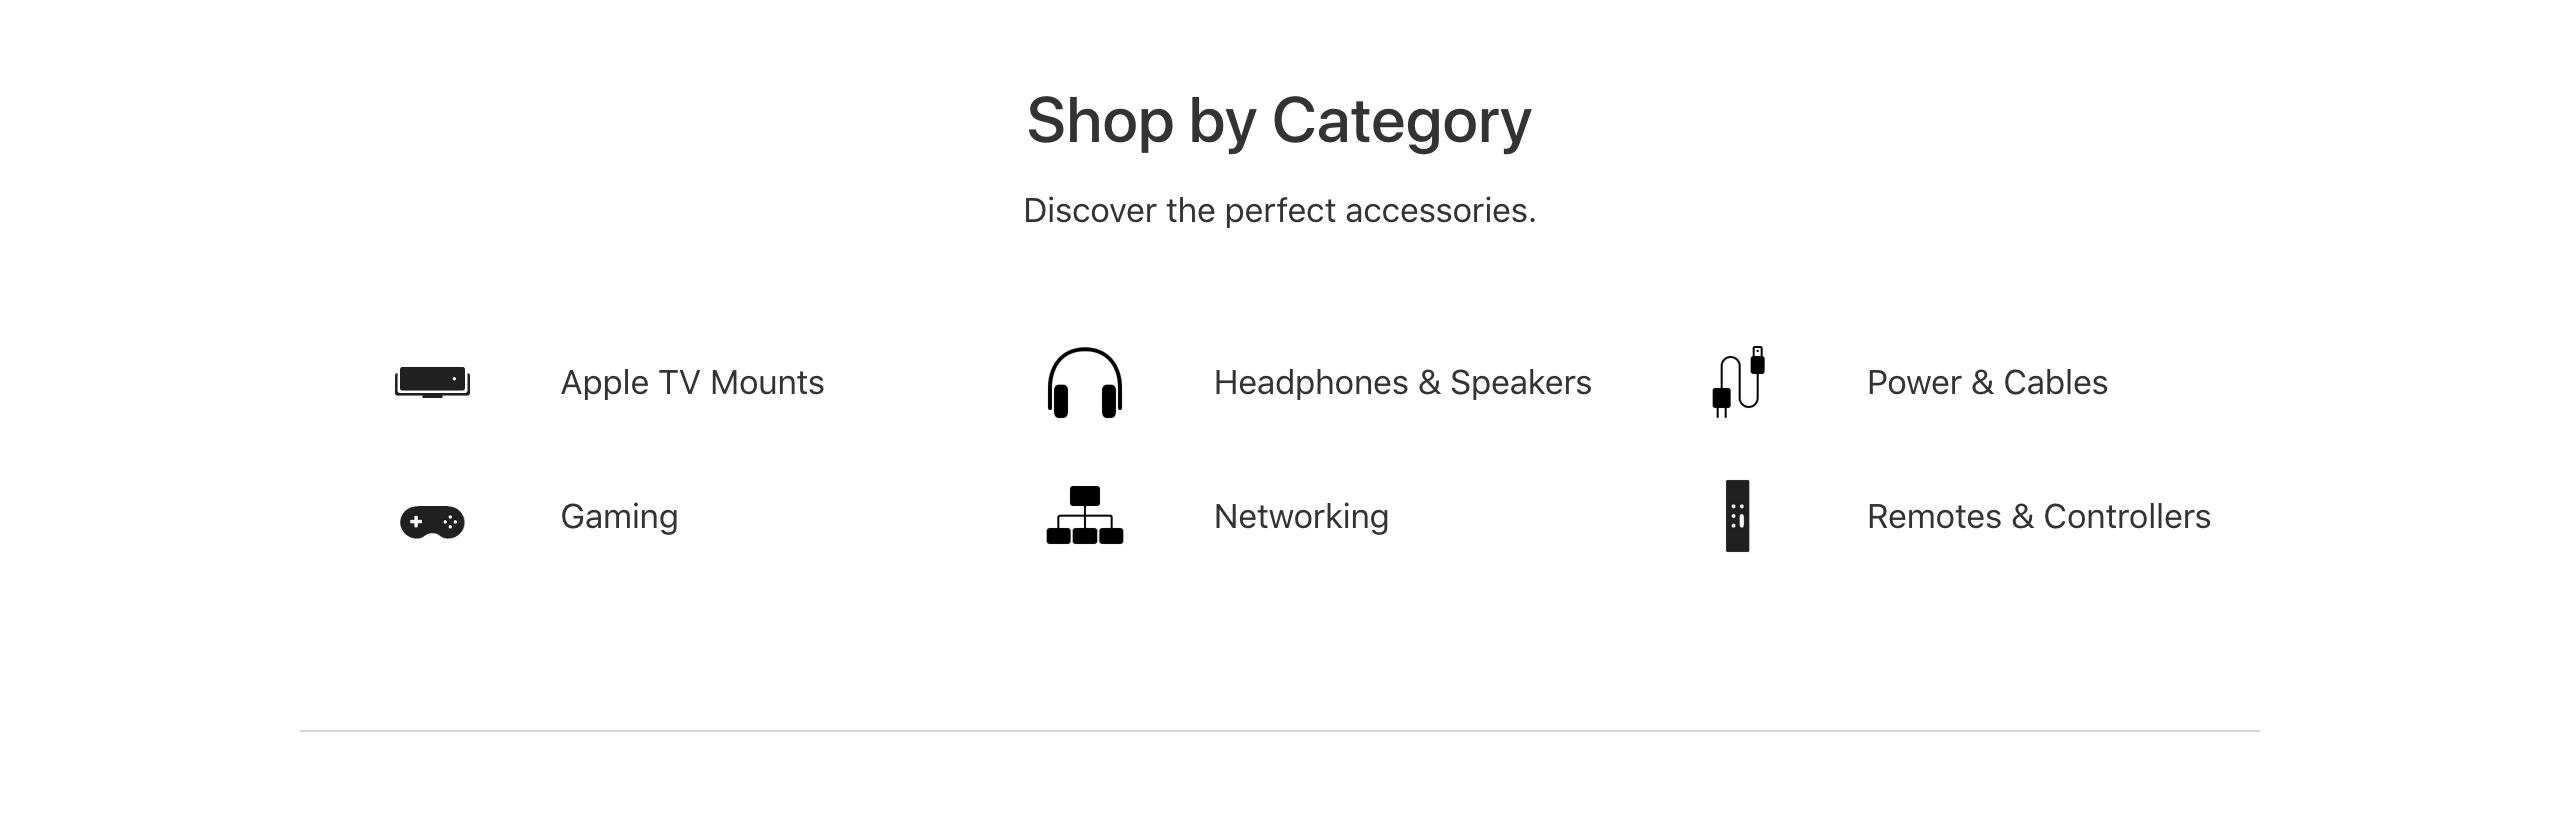 Shop by Category
Discover the perfect accessories.
Apple TV Mounts
Headphones & Speakers
Power & Cables
Gaming
Networking
Remotes & Controllers